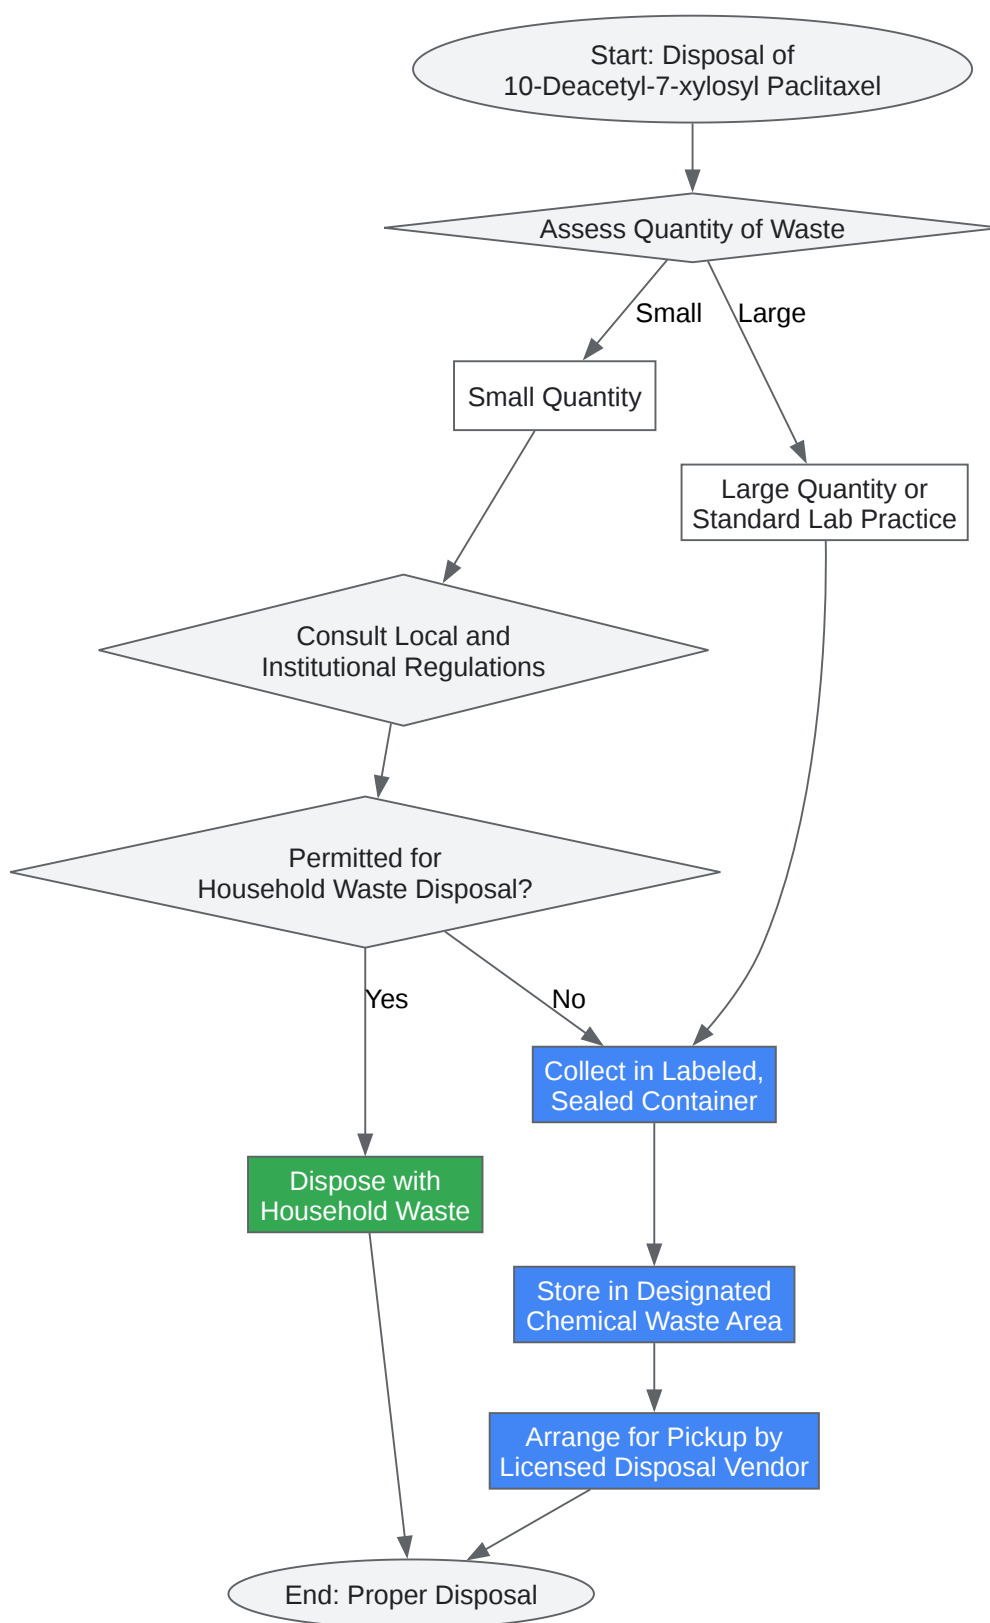 Start: Disposal of
10-Deacetyl-7-xylosyl Paclitaxel
Assess Quantity of Waste
Small
Large
Small Quantity
Large Quantity or
Standard Lab Practice
Consult Local and
Institutional Regulations
Permitted for
Household Waste Disposal?
Yes
No
Collect in Labeled,
Sealed Container
Dispose with
Household Waste
Store in Designated
Chemical Waste Area
Arrange for Pickup by
Licensed Disposal Vendor
End: Proper Disposal